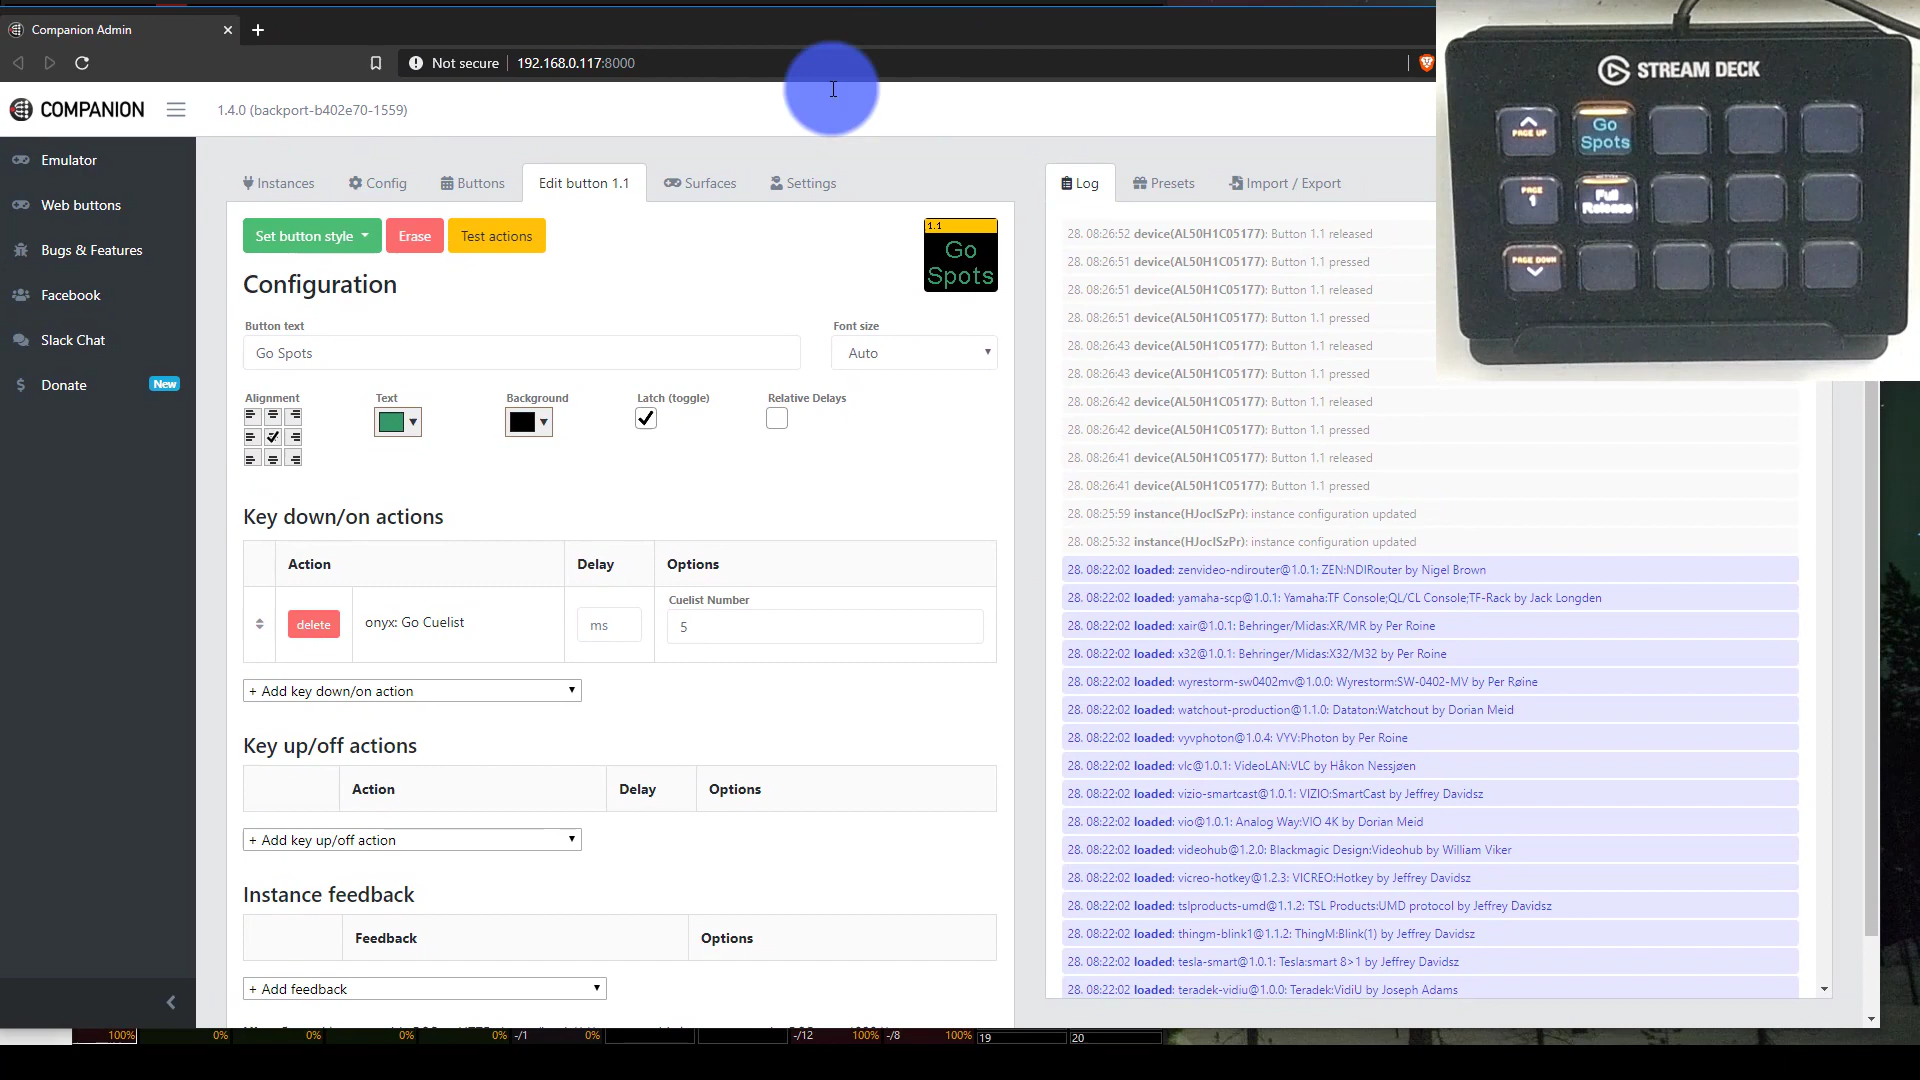 Companion Admin
Not secure
192.168.0.117:8000
COMPANION
1.4.0 (backport-b402e70-1559)
Emulator
Web buttons
Bugs & Features
Facebook
Slack Chat
Donate
New
Instances
Config
Buttons
Edit button 1.1
Surfaces
Settings
Set button style
Erase
Test actions
1.1
Go
Spots
Configuration
Button text
Font size
Go Spots
Auto
Alignment
Text
Background
Latch (toggle)
Relative Delays
Key down/on actions
Action
Delay
Options
delete
onyx: Go Cuelist
ms
Cuelist Number
5
+ Add key down/on action
Key up/off actions
Action
Delay
Options
+ Add key up/off action
Instance feedback
Feedback
Options
+ Add feedback
Log
Presets
Import / Export
28. 08:26:52 device(AL50H1C05177): Button 1.1 released
28. 08:26:51 device(AL50H1C05177): Button 1.1 pressed
28. 08:26:51 device(AL50H1C05177): Button 1.1 released
28. 08:26:51 device(AL50H1C05177): Button 1.1 pressed
28. 08:26:43 device(AL50H1C05177): Button 1.1 released
28. 08:26:43 device(AL50H1C05177): Button 1.1 pressed
28. 08:26:42 device(AL50H1C05177): Button 1.1 released
28. 08:26:42 device(AL50H1C05177): Button 1.1 pressed
28. 08:26:41 device(AL50H1C05177): Button 1.1 released
28. 08:26:41 device(AL50H1C05177): Button 1.1 pressed
28. 08:25:59 instance(HJoclSzPr): instance configuration updated
28. 08:25:32 instance(HJoclSzPr): instance configuration updated
28. 08:22:02 loaded: zenvideo-ndirouter@1.0.1: ZEN:NDIRouter by Nigel Brown
28. 08:22:02 loaded: yamaha-scp@1.0.1: Yamaha:TF Console;QL/CL Console;TF-Rack by Jack Longden
28. 08:22:02 loaded: xair@1.0.1: Behringer/Midas:XR/MR by Per Roine
28. 08:22:02 loaded: x32@1.0.1: Behringer/Midas:X32/M32 by Per Roine
28. 08:22:02 loaded: wyrestorm-sw0402mv@1.0.0: Wyrestorm:SW-0402-MV by Per Røine
28. 08:22:02 loaded: watchout-production@1.1.0: Dataton:Watchout by Dorian Meid
28. 08:22:02 loaded: vyvphoton@1.0.4: VYV:Photon by Per Roine
28. 08:22:02 loaded: vlc@1.0.1: VideoLAN:VLC by Håkon Nessjøen
28. 08:22:02 loaded: vizio-smartcast@1.0.1: VIZIO:SmartCast by Jeffrey Davidsz
28. 08:22:02 loaded: vio@1.0.1: Analog Way:VIO 4K by Dorian Meid
28. 08:22:02 loaded: videohub@1.2.0: Blackmagic Design:Videohub by William Viker
28. 08:22:02 loaded: vicreo-hotkey@1.2.3: VICREO:Hotkey by Jeffrey Davidsz
28. 08:22:02 loaded: tslproducts-umd@1.1.2: TSL Products:UMD protocol by Jeffrey Davidsz
28. 08:22:02 loaded: thingm-blink1@1.1.2: ThingM:Blink(1) by Jeffrey Davidsz
28. 08:22:02 loaded: tesla-smart@1.0.1: Tesla:smart 8>1 by Jeffrey Davidsz
28. 08:22:02 loaded: teradek-vidiu@1.0.0: Teradek:VidiU by Joseph Adams
STREAM DECK
PAGE UP
Go
Spots
PAGE
1
Full
Release
PAGE DOWN
100%
0%
0%
0%
0%
-/1
0%
-/12
100%
-/8
100%
19
20